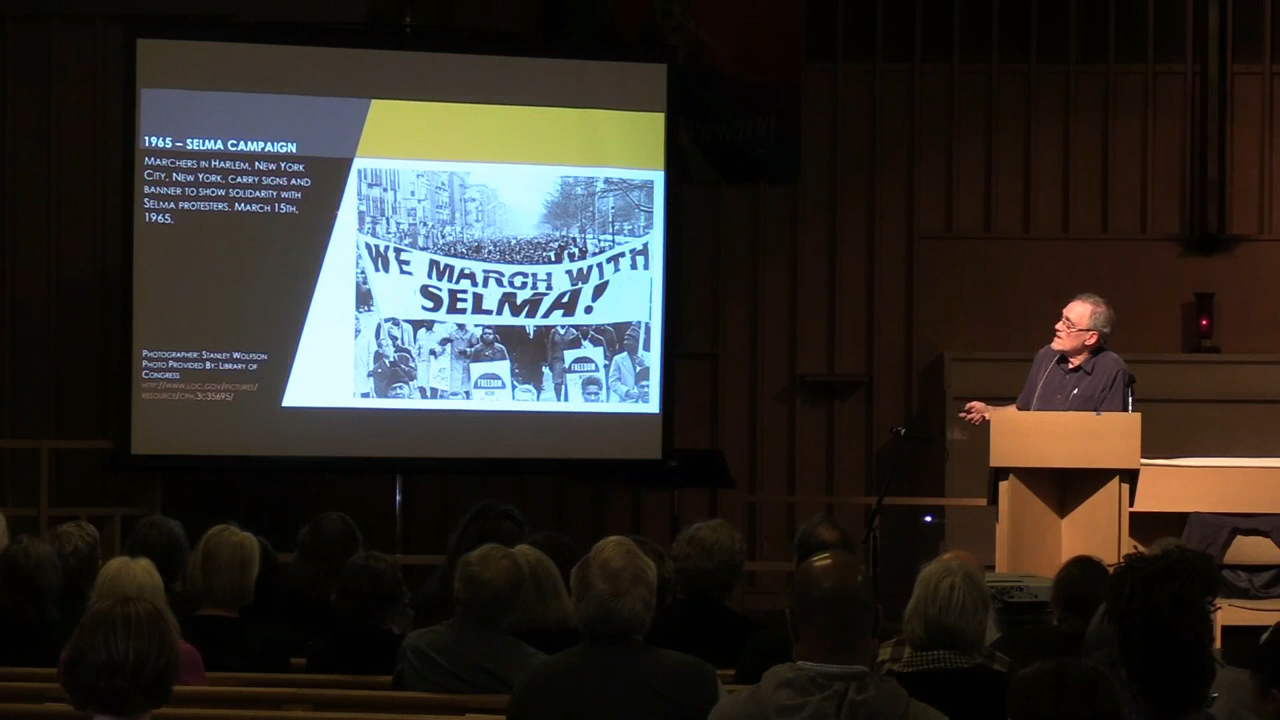 1965 – SELMA CAMPAIGN
MARCHERS IN HARLEM, NEW YORK
CITY, NEW YORK, CARRY SIGNS AND
BANNER TO SHOW SOLIDARITY WITH
SELMA PROTESTERS. MARCH 15TH,
1965.
WE MARCH WITH
SELMA!
FREEDOM
NOW
FREEDOM
PHOTOGRAPHER: STANLEY WOLFSON
PHOTO PROVIDED BY: LIBRARY OF
CONGRESS
HTTP://WWW.LOC.GOV/PICTURES/
RESOURCE/CPH.3C35695/